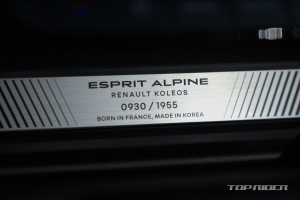 ESPRIT ALPINE
RENAULT KOLEOS
0930 / 1955
BORN IN FRANCE, MADE IN KOREA
TOPRIDER